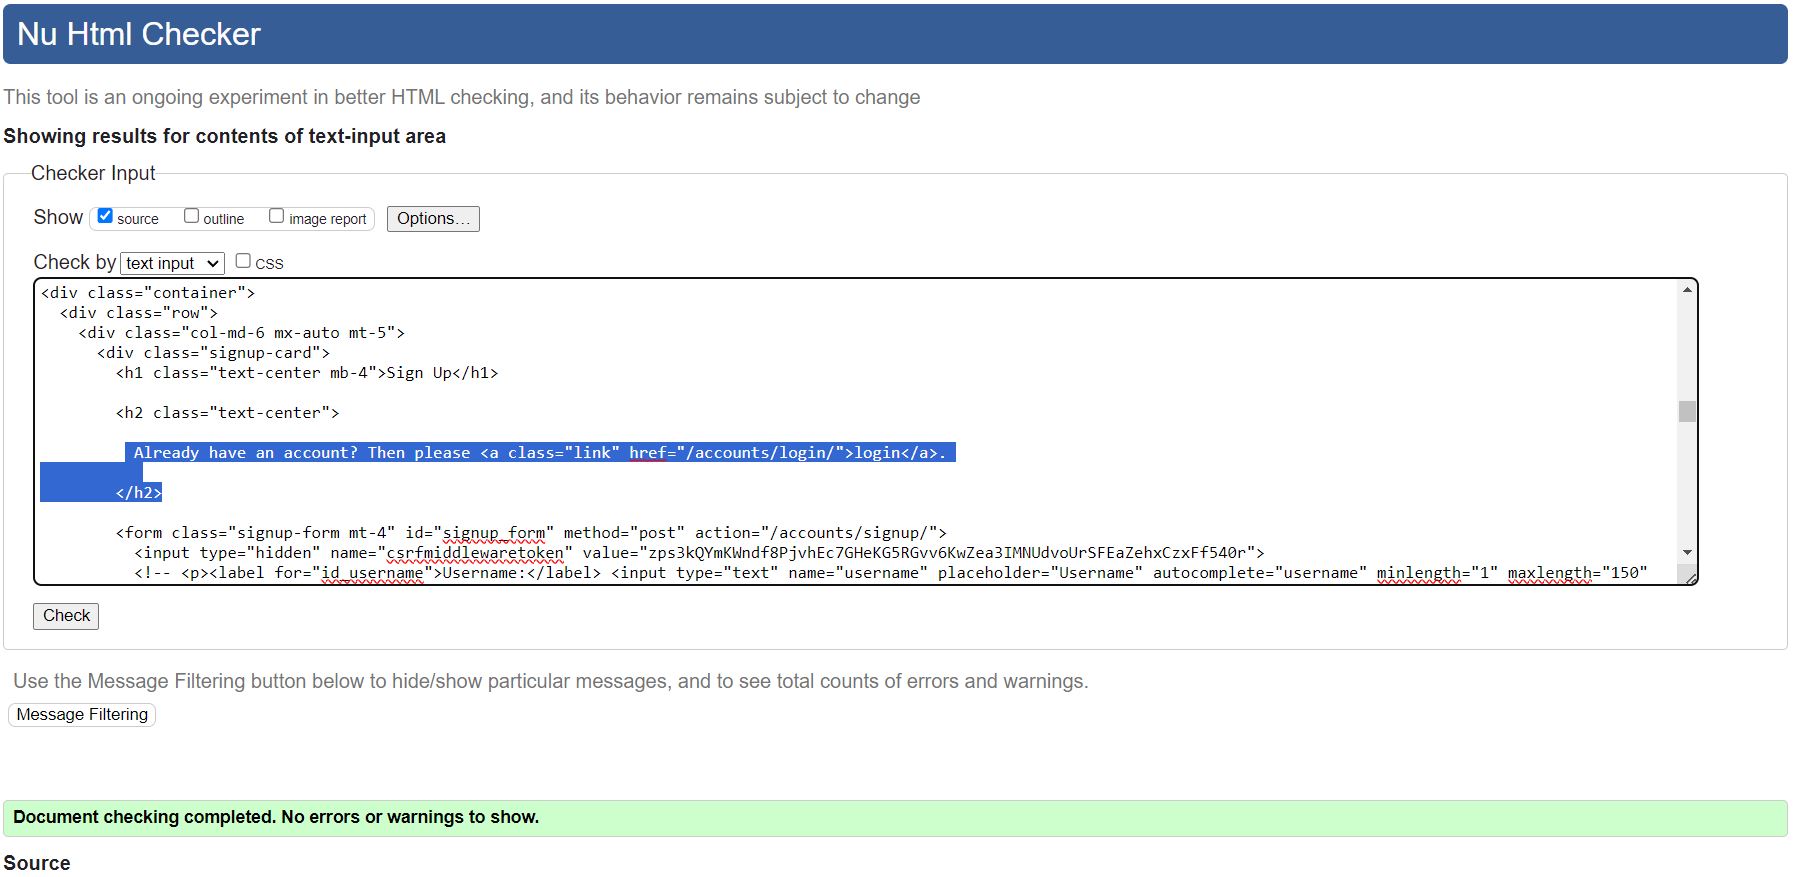 Nu Html Checker
This tool is an ongoing experiment in better HTML checking, and its behavior remains subject to change
Showing results for contents of text-input area
Checker Input
Show source outline image report Options...
Check by text input CSS
<div class="container">
<div class="row">
<div class="col-md-6 mx-auto mt-5">
<div class="signup-card">
<h1 class="text-center mb-4">Sign Up</h1>
<h2 class="text-center">
Already have an account? Then please <a class="link" href="/accounts/login/">login</a>.
</h2>
<form class="signup-form mt-4" id="signup_form" method="post" action="/accounts/signup/">
<input type="hidden" name="csrfmiddlewaretoken" value="zps3kQYmKWndf8PjvhEc7GHeKG5RGvv6KwZea3IMNUdvoUrSFEaZehxCzxFf540r">
<!-- <p><label for="id_username">Username:</label> <input type="text" name="username" placeholder="Username" autocomplete="username" minlength="1" maxlength="150"
Check
Use the Message Filtering button below to hide/show particular messages, and to see total counts of errors and warnings.
Message Filtering
Document checking completed. No errors or warnings to show.
Source